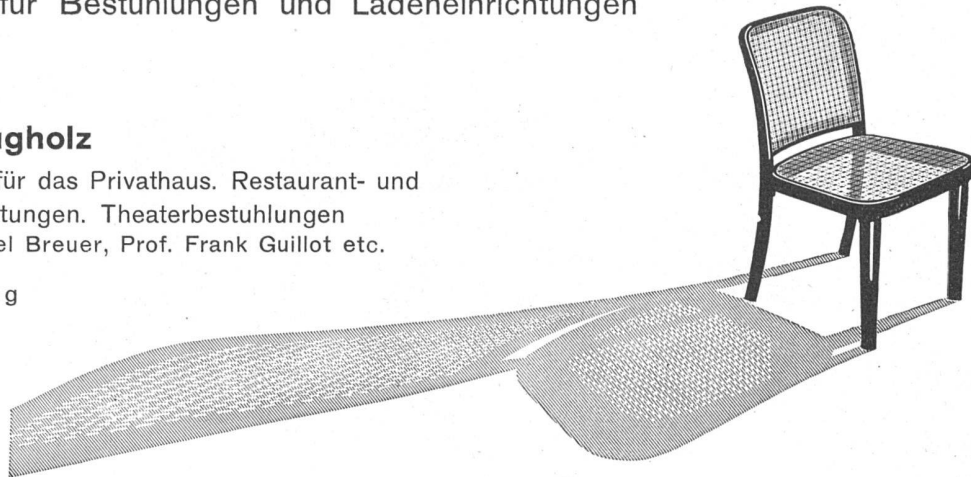 für Bestuhlungen und Ladeneinrichtungen
gholz
für das Privathaus. Restaurant- und
tungen. Theaterbestuhlungen
el Breuer, Prof. Frank Guillot etc.
g